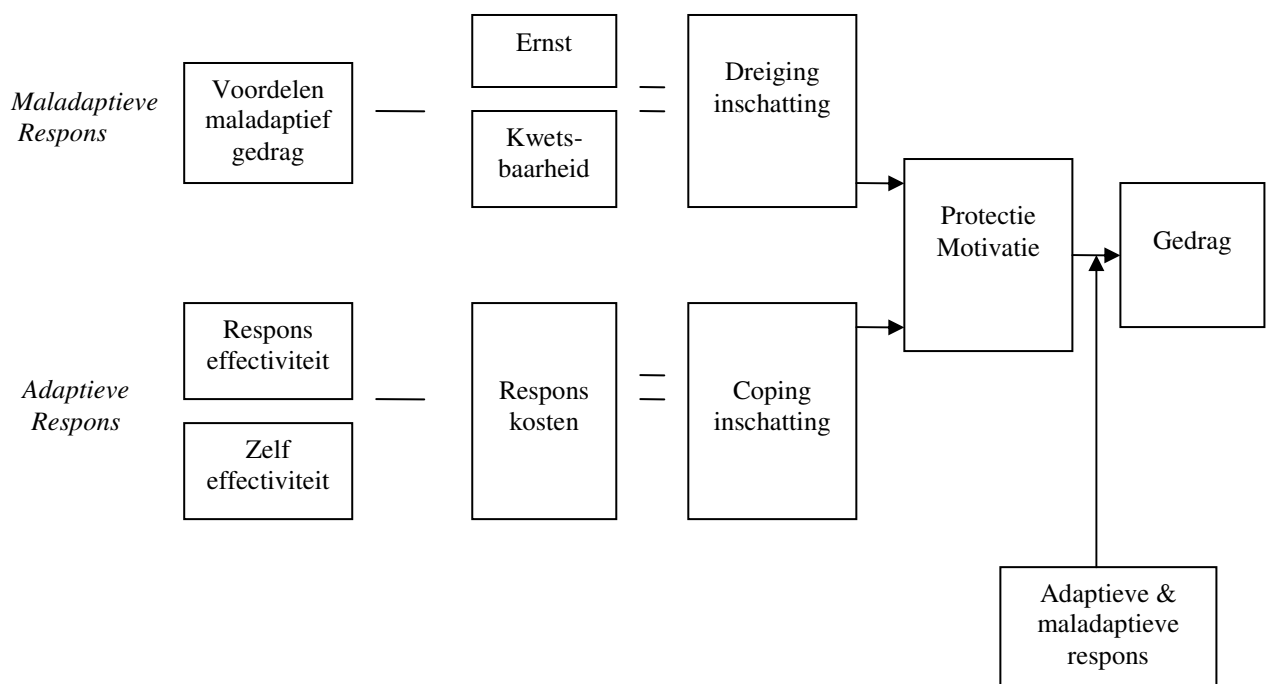 Maladaptieve
Respons
Voordelen
maladaptief
gedrag
Ernst
Kwets-
baarheid
Dreiging
inschatting
Protectie
Motivatie
Gedrag
Adaptieve
Respons
Respons
effectiviteit
Zelf
effectiviteit
Respons
kosten
Coping
inschatting
Adaptieve &
maladaptieve
respons